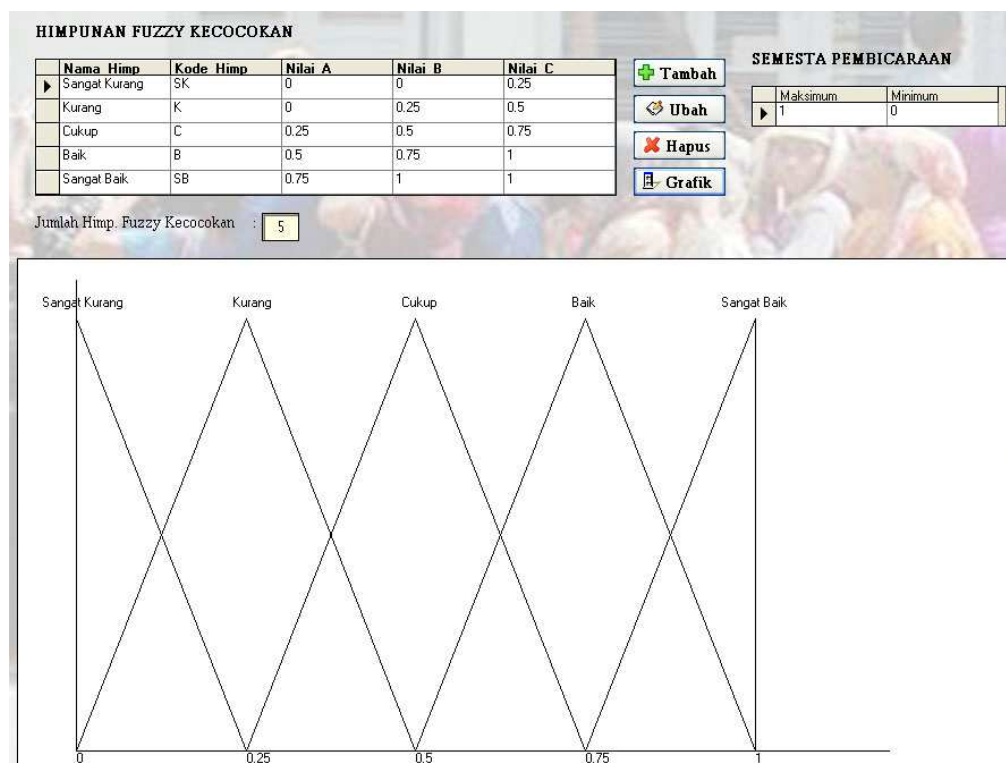 HIMPUNAN FUZZY KECOCOKAN
Nama Himp Kode Himp Nilai A Nilai B Nilai C
Sangat Kurang SK 0 0 0.25
Kurang K 0 0.25 0.5
Cukup C 0.25 0.5 0.75
Baik B 0.5 0.75 1
Sangat Baik SB 0.75 1 1
Tambah
Ubah
Hapus
Grafik
SEMESTA PEMBICARAAN
Maksimum Minimum
1 0
Jumlah Himp. Fuzzy Kecocokan : 5
Sangat Kurang Kurang Cukup Baik Sangat Baik
0 0.25 0.5 0.75 1